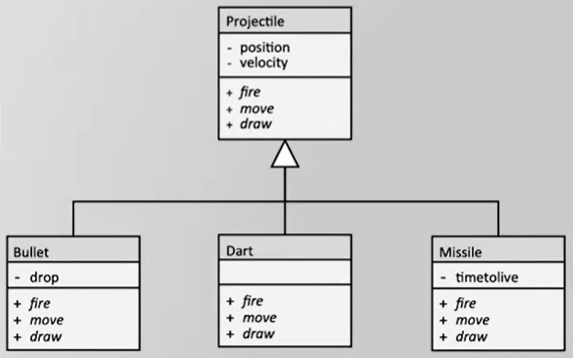 Projectile
- position
- velocity
+ fire
+ move
+ draw
Bullet
- drop
+ fire
+ move
+ draw
Dart
+ fire
+ move
+ draw
Missile
- timetolive
+ fire
+ move
+ draw